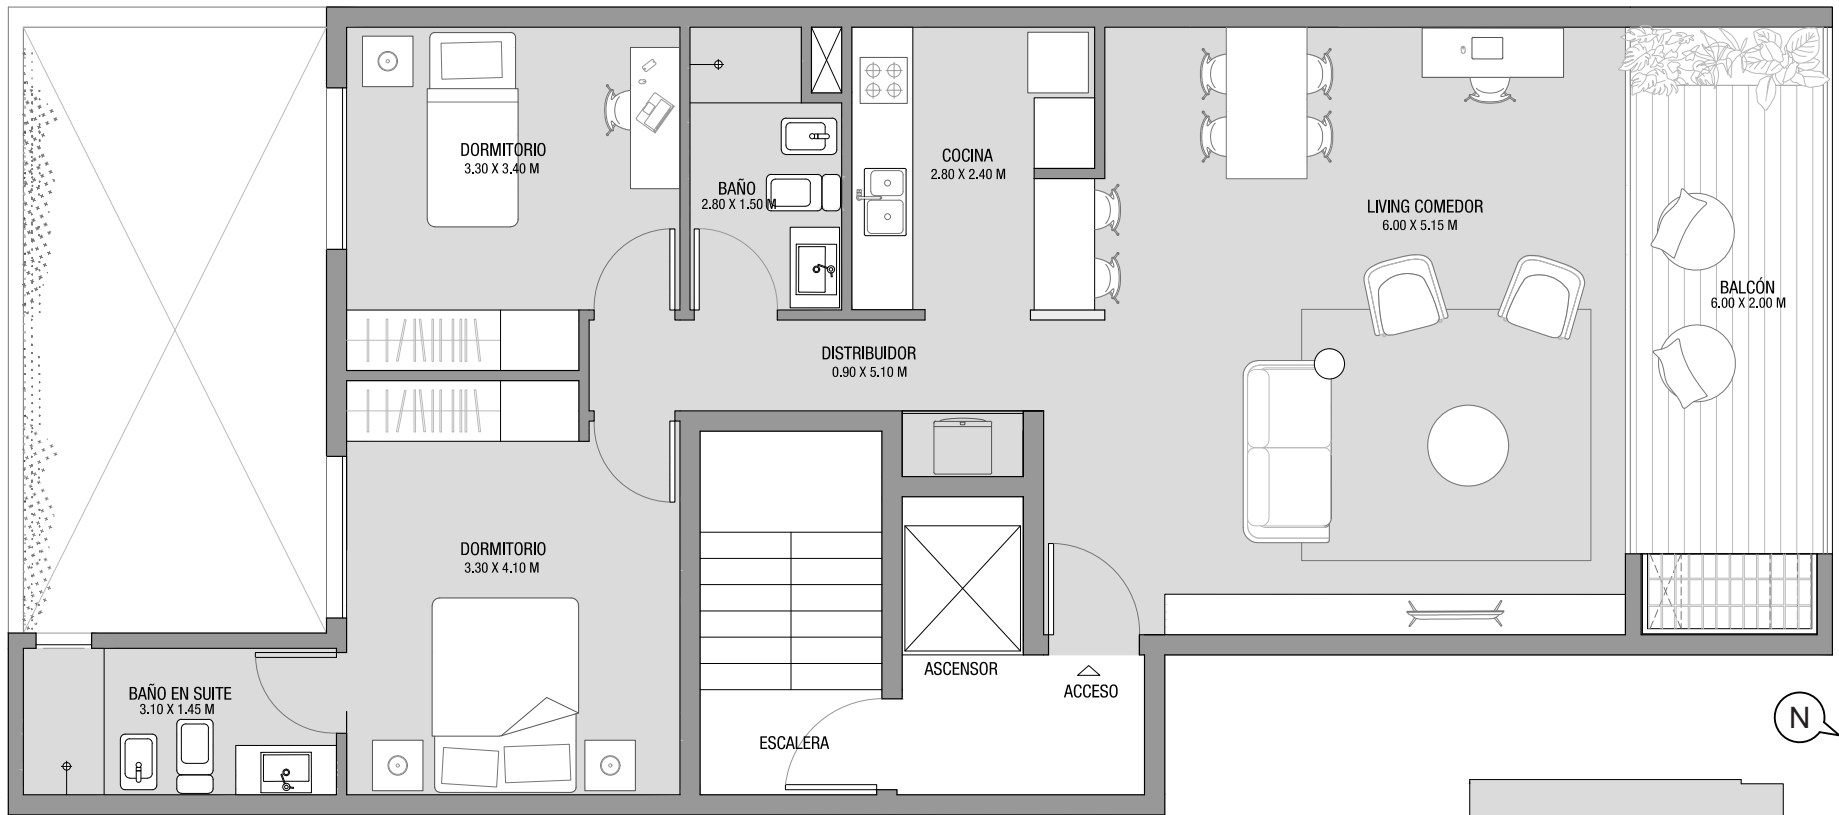 DORMITORIO
3.30 X 3.40 M
BAÑO
2.80 X 1.50 M
COCINA
2.80 X 2.40 M
LIVING COMEDOR
6.00 X 5.15 M
BALCÓN
6.00 X 2.00 M
DISTRIBUIDOR
0.90 X 5.10 M
DORMITORIO
3.30 X 4.10 M
BAÑO EN SUITE
3.10 X 1.45 M
ASCENSOR
ACCESO
ESCALERA
N